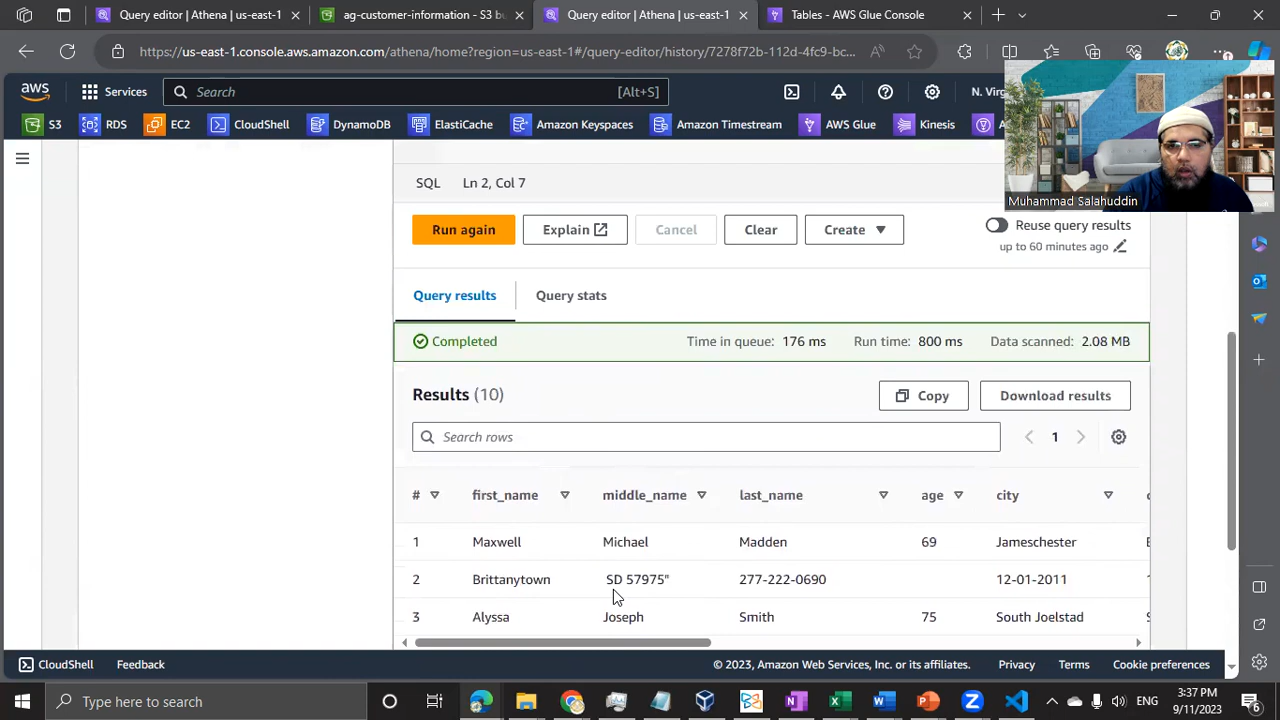 Query editor | Athena | us-east-1
ag-customer-information - S3 bu
Query editor | Athena | us-east-1
Tables - AWS Glue Console
https://us-east-1.console.aws.amazon.com/athena/home?region=us-east-1#/query-editor/history/7278f72b-112d-4fc9-bc...
aws
Services
Search
[Alt+S]
N. Virg
S3
RDS
EC2
CloudShell
DynamoDB
ElastiCache
Amazon Keyspaces
Amazon Timestream
AWS Glue
Kinesis
Muhammad Salahuddin
SQL Ln 2, Col 7
Run again
Explain
Cancel
Clear
Create
Reuse query results
up to 60 minutes ago
Query results
Query stats
Completed
Time in queue: 176 ms
Run time: 800 ms
Data scanned: 2.08 MB
Results (10)
Copy
Download results
Search rows
1
# first_name middle_name last_name age city
1 Maxwell Michael Madden 69 Jameschester
2 Brittanytown SD 57975" 277-222-0690 12-01-2011
3 Alyssa Joseph Smith 75 South Joelstad
CloudShell
Feedback
© 2023, Amazon Web Services, Inc. or its affiliates.
Privacy
Terms
Cookie preferences
Type here to search
ENG
3:37 PM
9/11/2023
6